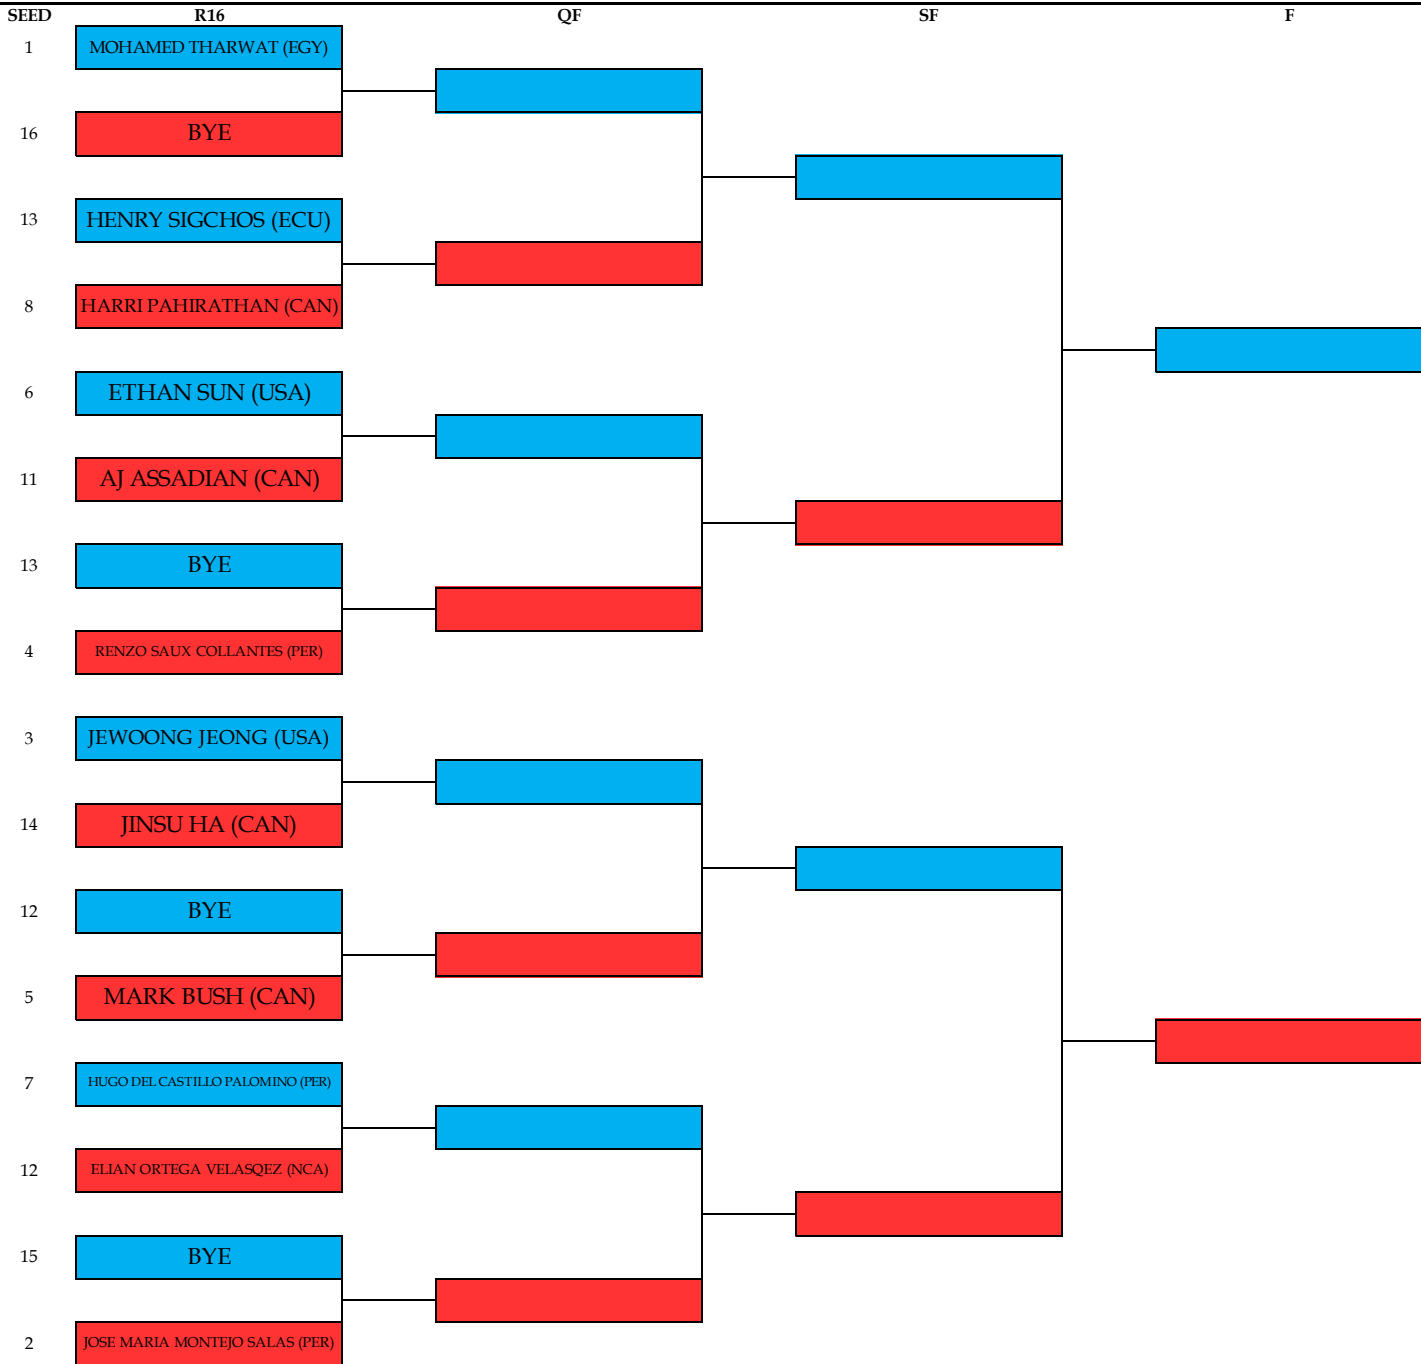 SEED R16 QF SF F
1 MOHAMED THARWAT (EGY)
16 BYE
13 HENRY SIGCHOS (ECU)
8 HARRI PAHIRATHAN (CAN)
6 ETHAN SUN (USA)
11 AJ ASSADIAN (CAN)
13 BYE
4 RENZO SAUX COLLANTES (PER)
3 JEWOONG JEONG (USA)
14 JINSU HA (CAN)
12 BYE
5 MARK BUSH (CAN)
7 HUGO DEL CASTILLO PALOMINO (PER)
12 ELIAN ORTEGA VELASQEZ (NCA)
15 BYE
2 JOSE MARIA MONTEJO SALAS (PER)